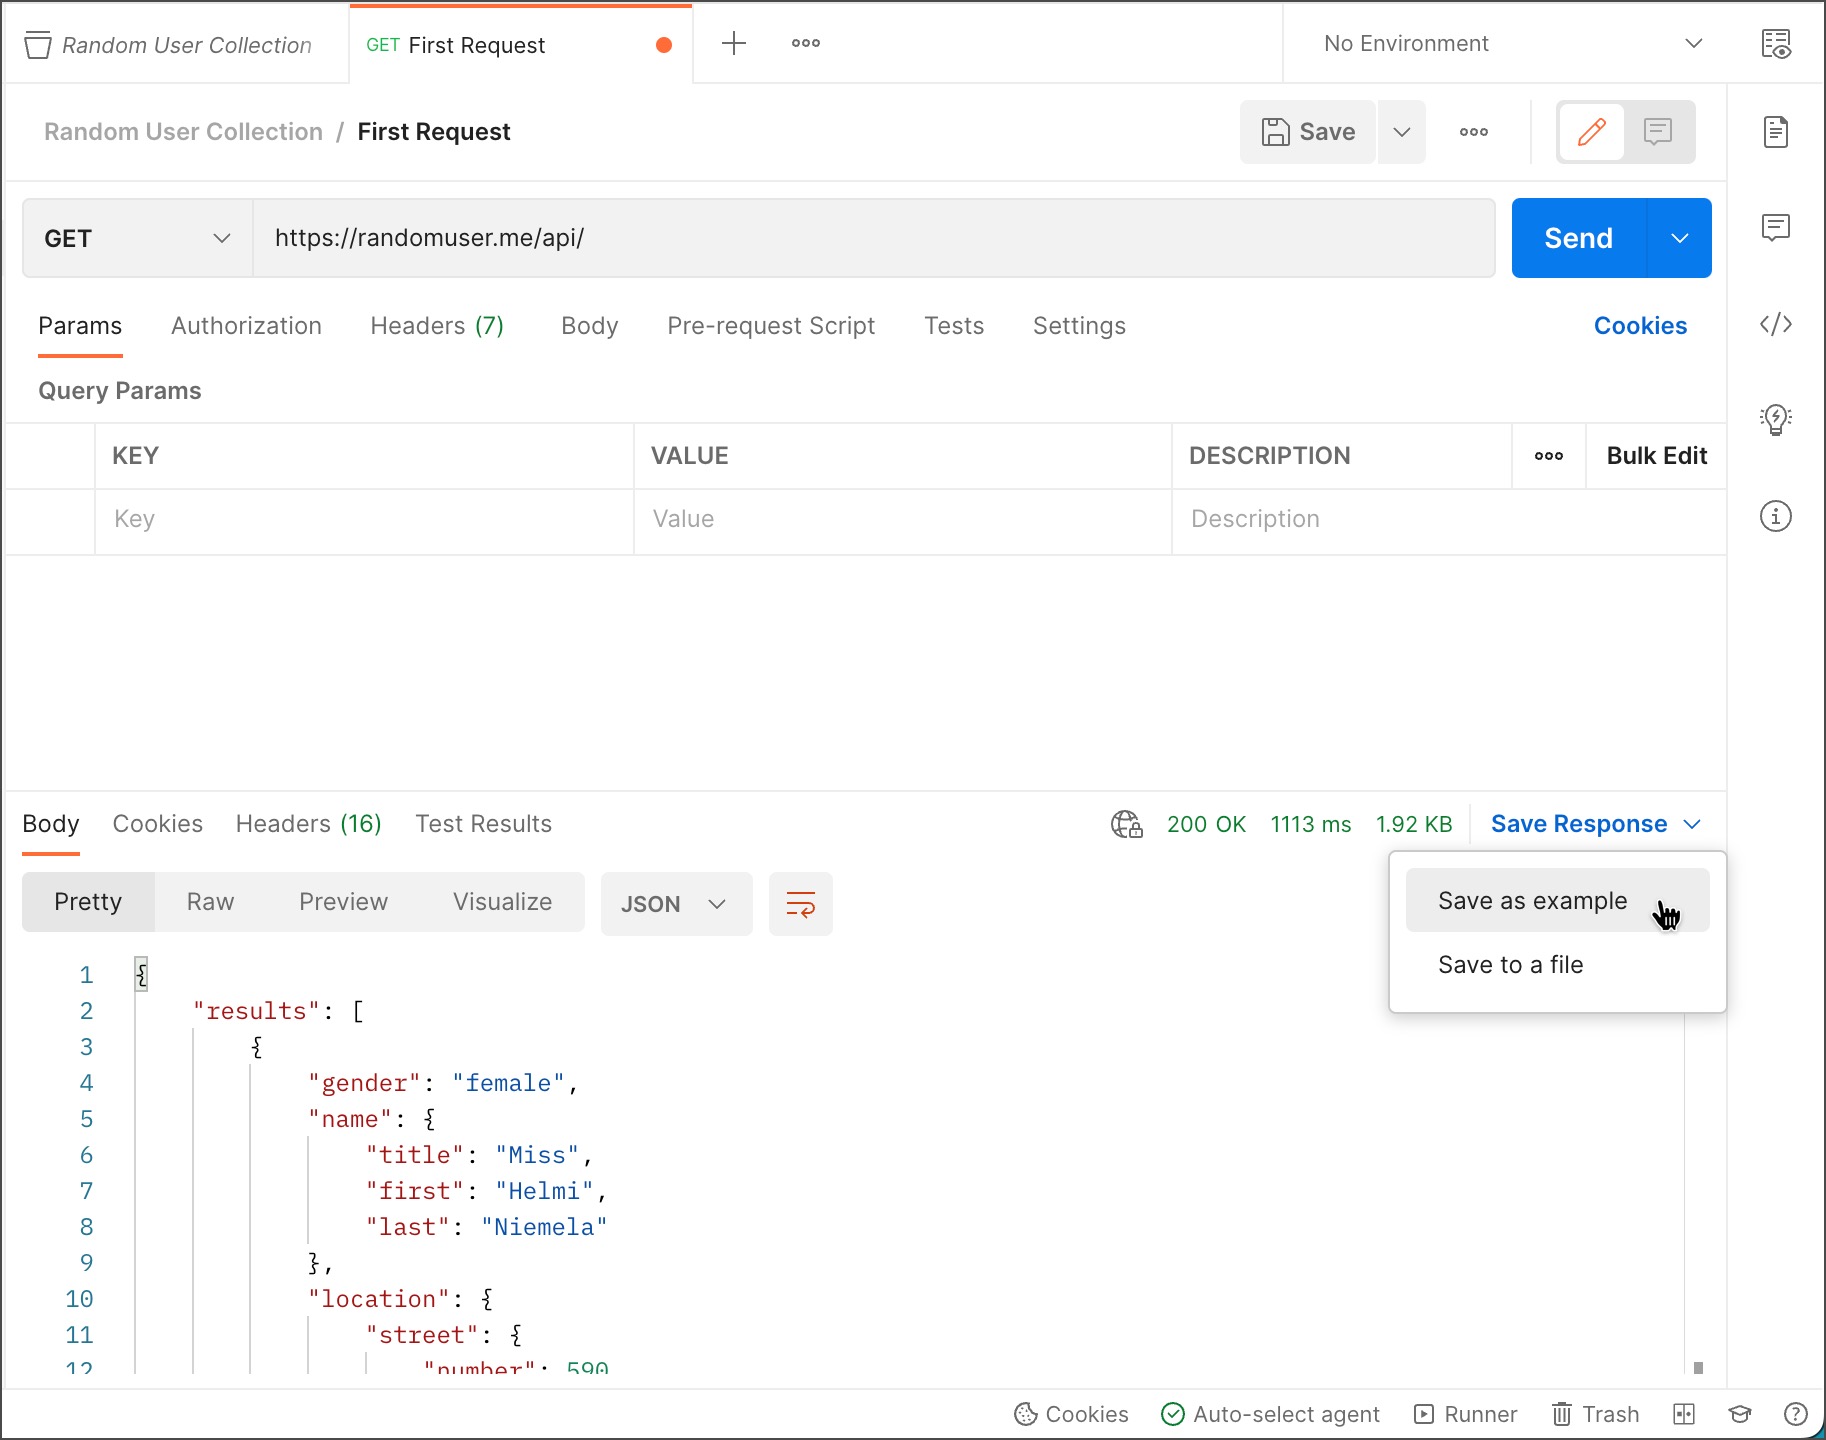 Random User Collection
GET First Request
No Environment
Random User Collection / First Request
Save
GET
https://randomuser.me/api/
Send
Params Authorization Headers (7) Body Pre-request Script Tests Settings Cookies
Query Params
KEY VALUE DESCRIPTION Bulk Edit
Key Value Description
Body Cookies Headers (16) Test Results 200 OK 1113 ms 1.92 KB Save Response
Pretty Raw Preview Visualize JSON
Save as example
Save to a file
1 {
2 "results": [
3 {
4 "gender": "female",
5 "name": {
6 "title": "Miss",
7 "first": "Helmi",
8 "last": "Niemela"
9 },
10 "location": {
11 "street": {
12 "number": 590
Cookies Auto-select agent Runner Trash